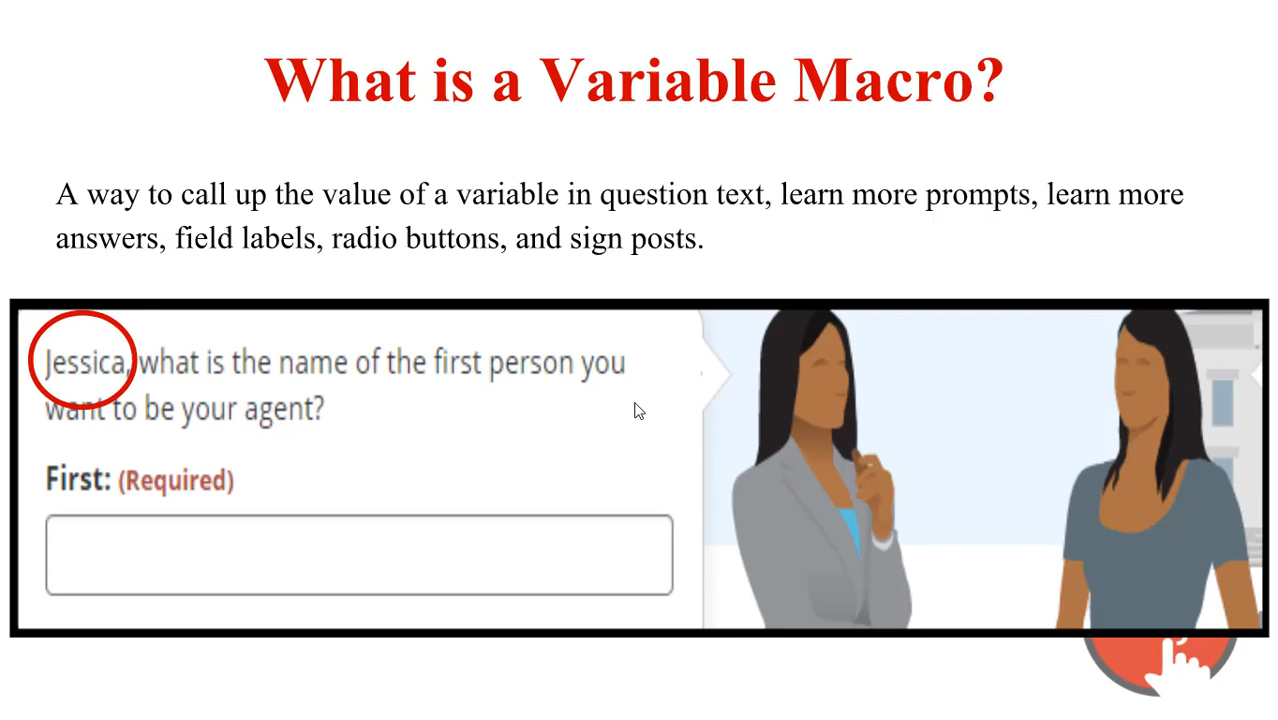 What is a Variable Macro?
A way to call up the value of a variable in question text, learn more prompts, learn more
answers, field labels, radio buttons, and sign posts.
Jessica, what is the name of the first person you
want to be your agent?
First: (Required)